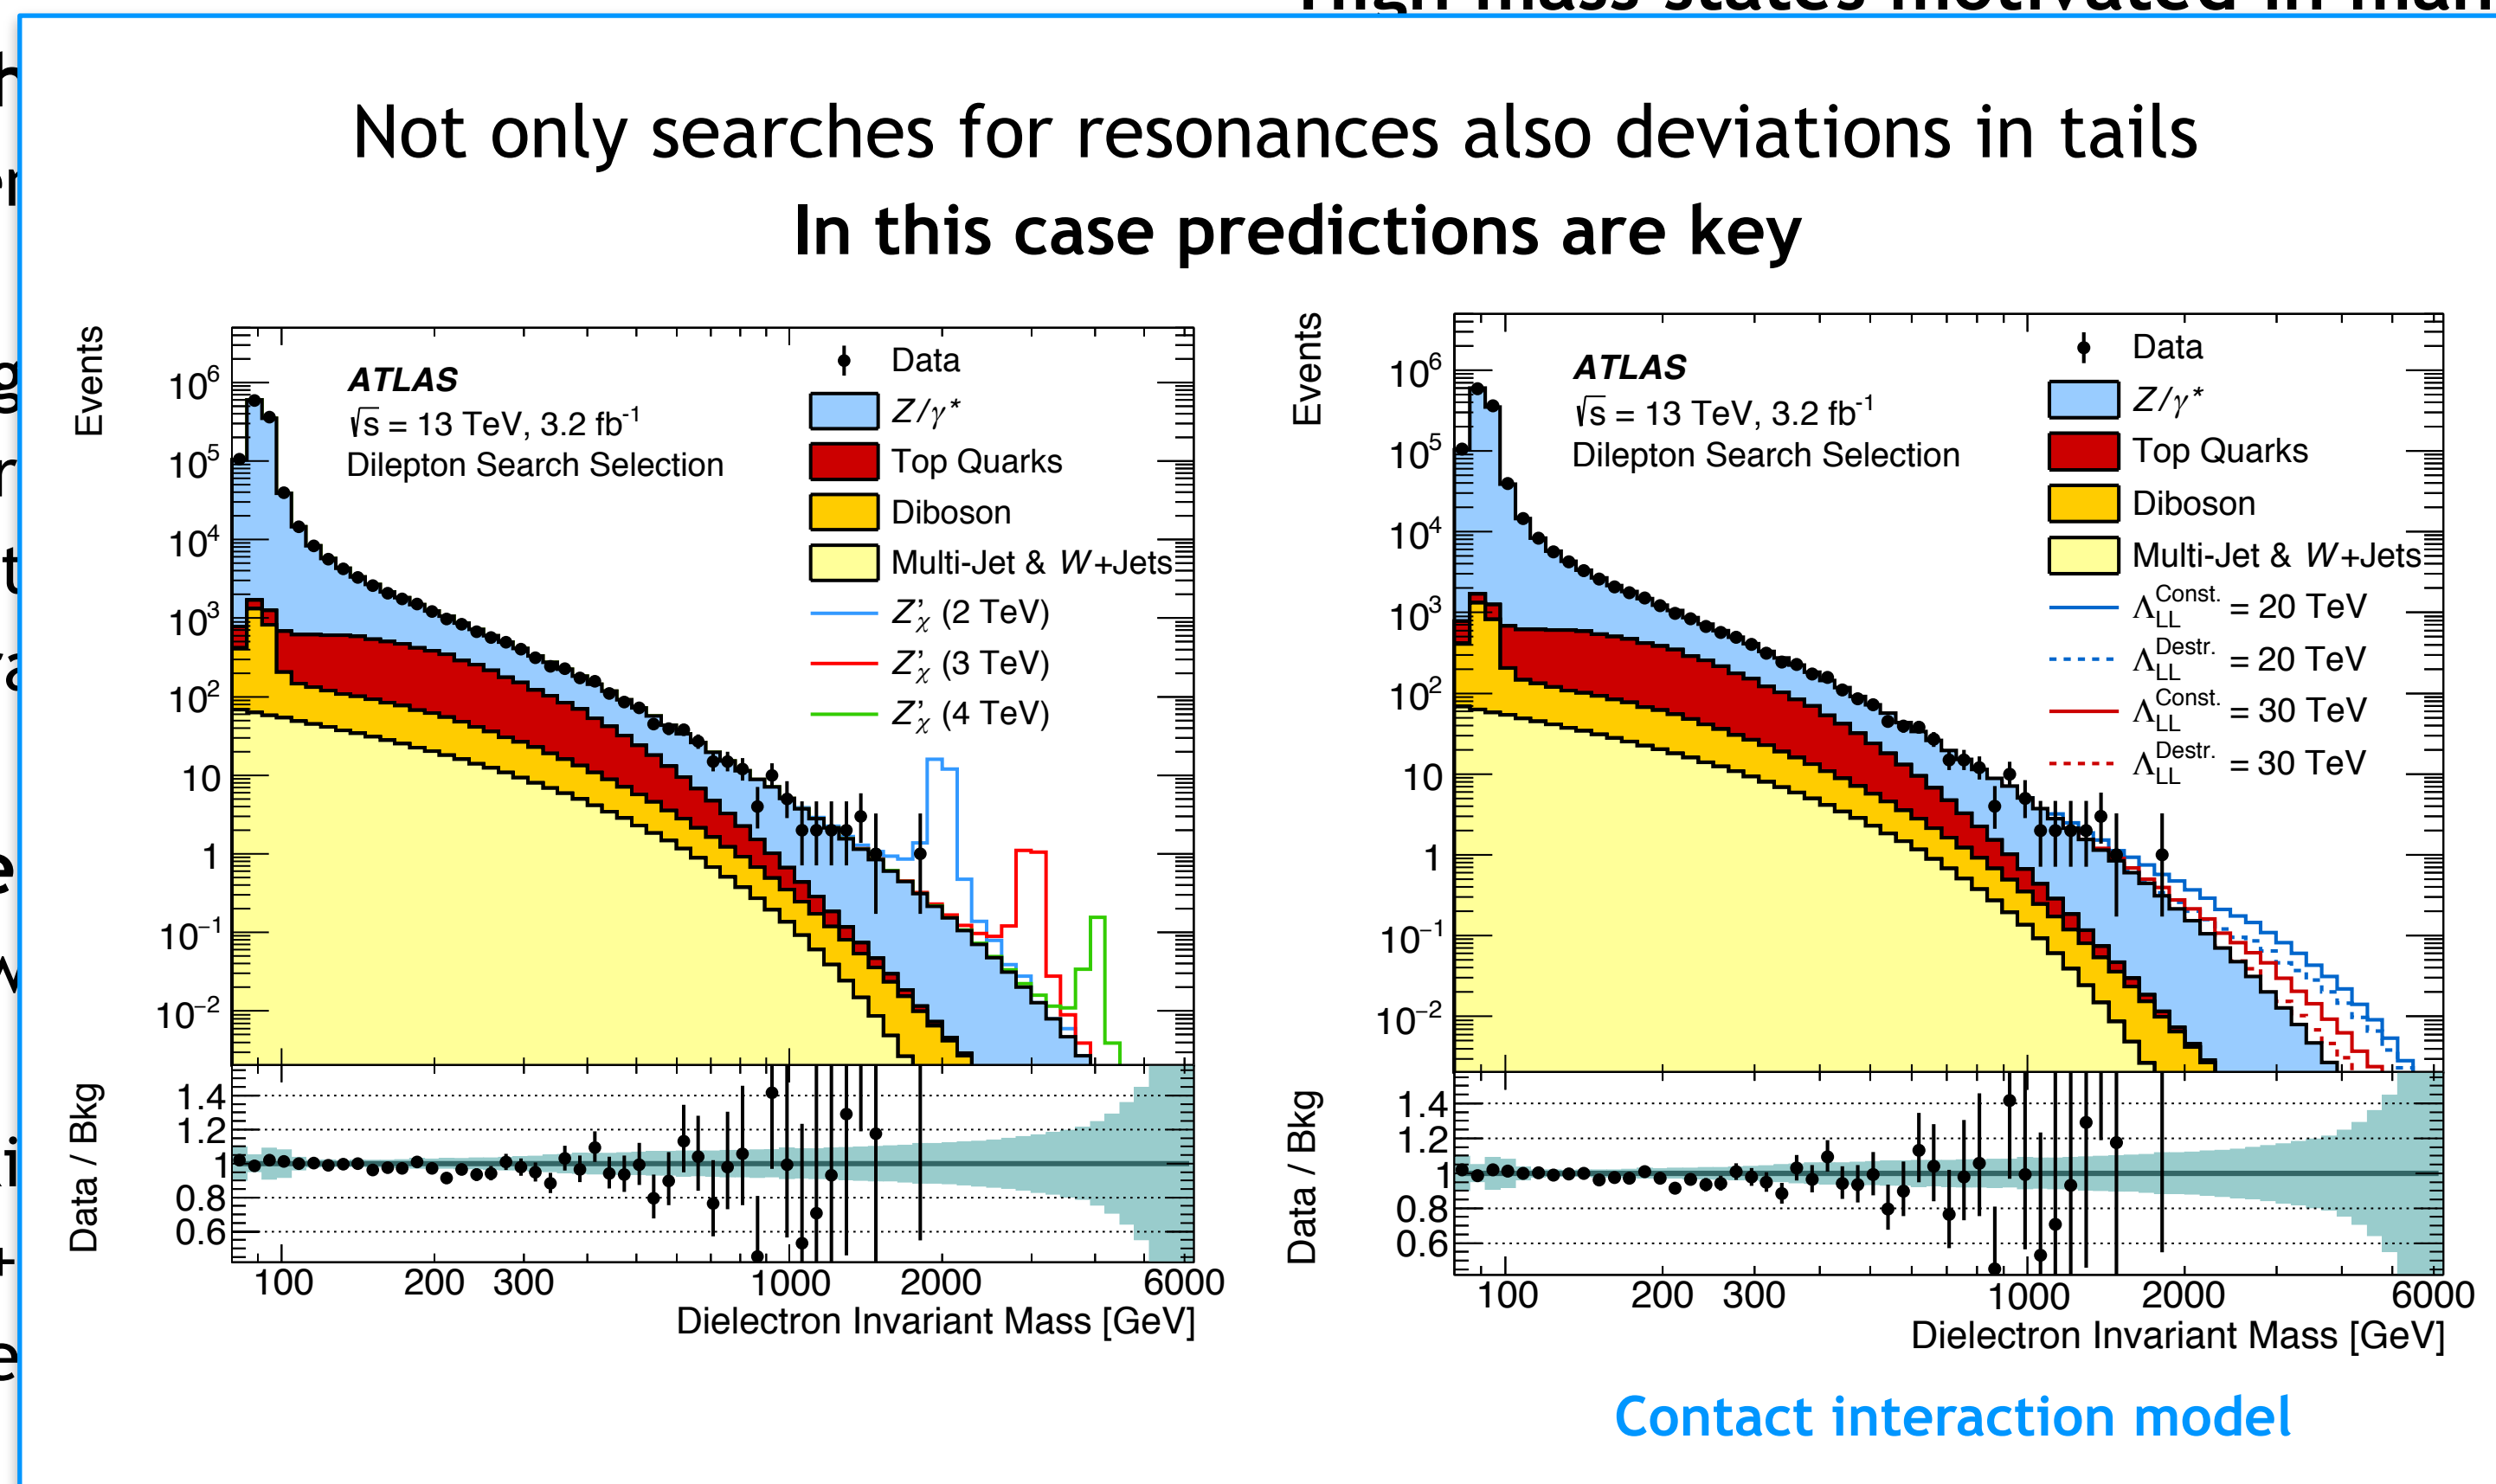 High mass states motivated in man
Not only searches for resonances also deviations in tails
In this case predictions are key
Events
10⁶
10⁵
10⁴
10³
10²
10
1
10⁻¹
10⁻²
ATLAS
√s = 13 TeV, 3.2 fb⁻¹
Dilepton Search Selection
Data
Z/γ*
Top Quarks
Diboson
Multi-Jet & W+Jets
Z'χ (2 TeV)
Z'χ (3 TeV)
Z'χ (4 TeV)
Data / Bkg
1.4
1.2
1
0.8
0.6
100 200 300 1000 2000 6000
Dielectron Invariant Mass [GeV]
Events
10⁶
10⁵
10⁴
10³
10²
10
1
10⁻¹
10⁻²
ATLAS
√s = 13 TeV, 3.2 fb⁻¹
Dilepton Search Selection
Data
Z/γ*
Top Quarks
Diboson
Multi-Jet & W+Jets
Λ_LL^Const. = 20 TeV
Λ_LL^Destr. = 20 TeV
Λ_LL^Const. = 30 TeV
Λ_LL^Destr. = 30 TeV
Data / Bkg
1.4
1.2
1
0.8
0.6
100 200 300 1000 2000 6000
Dielectron Invariant Mass [GeV]
Contact interaction model